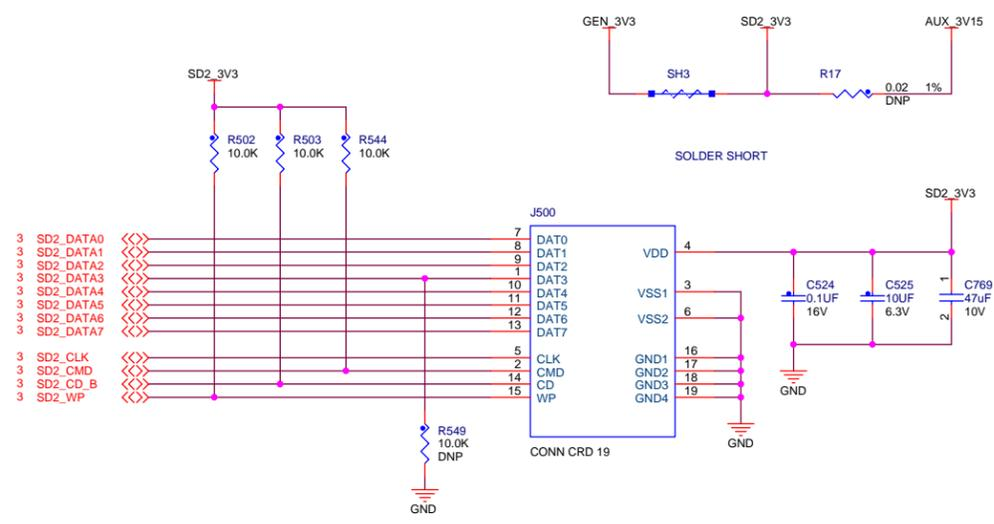 GEN_3V3 SD2_3V3 AUX_3V15
SH3 R17 0.02 1%
DNP
SOLDER SHORT
SD2_3V3
R502 R503 R544
10.0K 10.0K 10.0K
J500
3 SD2_DATA0 7 DAT0
3 SD2_DATA1 8 DAT1
3 SD2_DATA2 9 DAT2
3 SD2_DATA3 1 DAT3
3 SD2_DATA4 10 DAT4
3 SD2_DATA5 11 DAT5
3 SD2_DATA6 12 DAT6
3 SD2_DATA7 13 DAT7
3 SD2_CLK 5 CLK
3 SD2_CMD 2 CMD
3 SD2_CD_B 14 CD
3 SD2_WP 15 WP
VDD 4
VSS1 3
VSS2 6
GND1 16
GND2 17
GND3 18
GND4 19
CONN CRD 19
R549
10.0K
DNP
GND
GND
SD2_3V3
C524 C525 1 C769
0.1UF 10UF 47uF
16V 6.3V 2 10V
GND